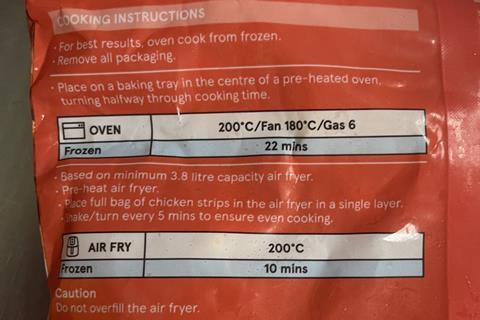 COOKING INSTRUCTIONS
· For best results, oven cook from frozen.
· Remove all packaging.
· Place on a baking tray in the centre of a pre-heated oven,
turning halfway through cooking time.
OVEN 200°C/Fan 180°C/Gas 6
Frozen 22 mins
· Based on minimum 3.8 litre capacity air fryer.
· Pre-heat air fryer.
· Place full bag of chicken strips in the air fryer in a single layer.
· Shake/turn every 5 mins to ensure even cooking.
AIR FRY 200°C
Frozen 10 mins
Caution
Do not overfill the air fryer.